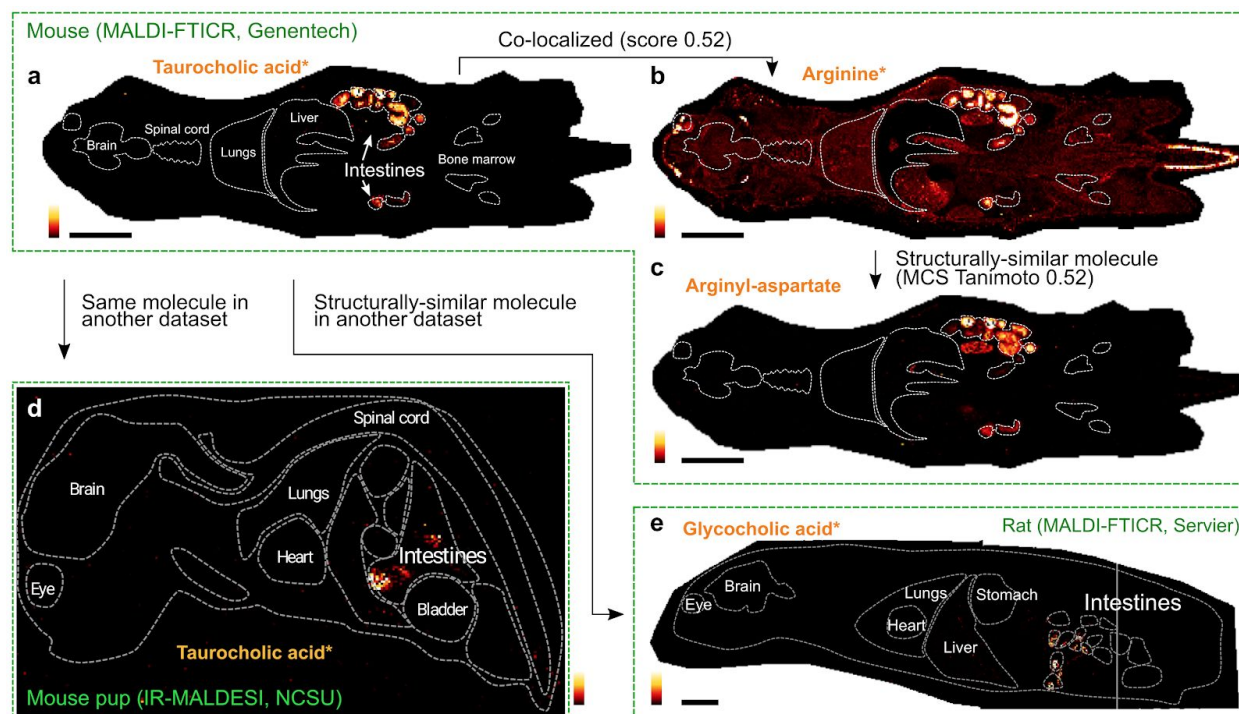 Mouse (MALDI-FTICR, Genentech)
Co-localized (score 0.52)
a
Taurocholic acid*
Brain
Spinal cord
Lungs
Liver
Intestines
Bone marrow
b
Arginine*
Structurally-similar molecule
(MCS Tanimoto 0.52)
c
Arginyl-aspartate
Same molecule in
another dataset
Structurally-similar molecule
in another dataset
d
Spinal cord
Brain
Lungs
Heart
Intestines
Eye
Bladder
Taurocholic acid*
Mouse pup (IR-MALDESI, NCSU)
e
Glycocholic acid*
Rat (MALDI-FTICR, Servier)
Eye
Brain
Lungs
Heart
Stomach
Liver
Intestines